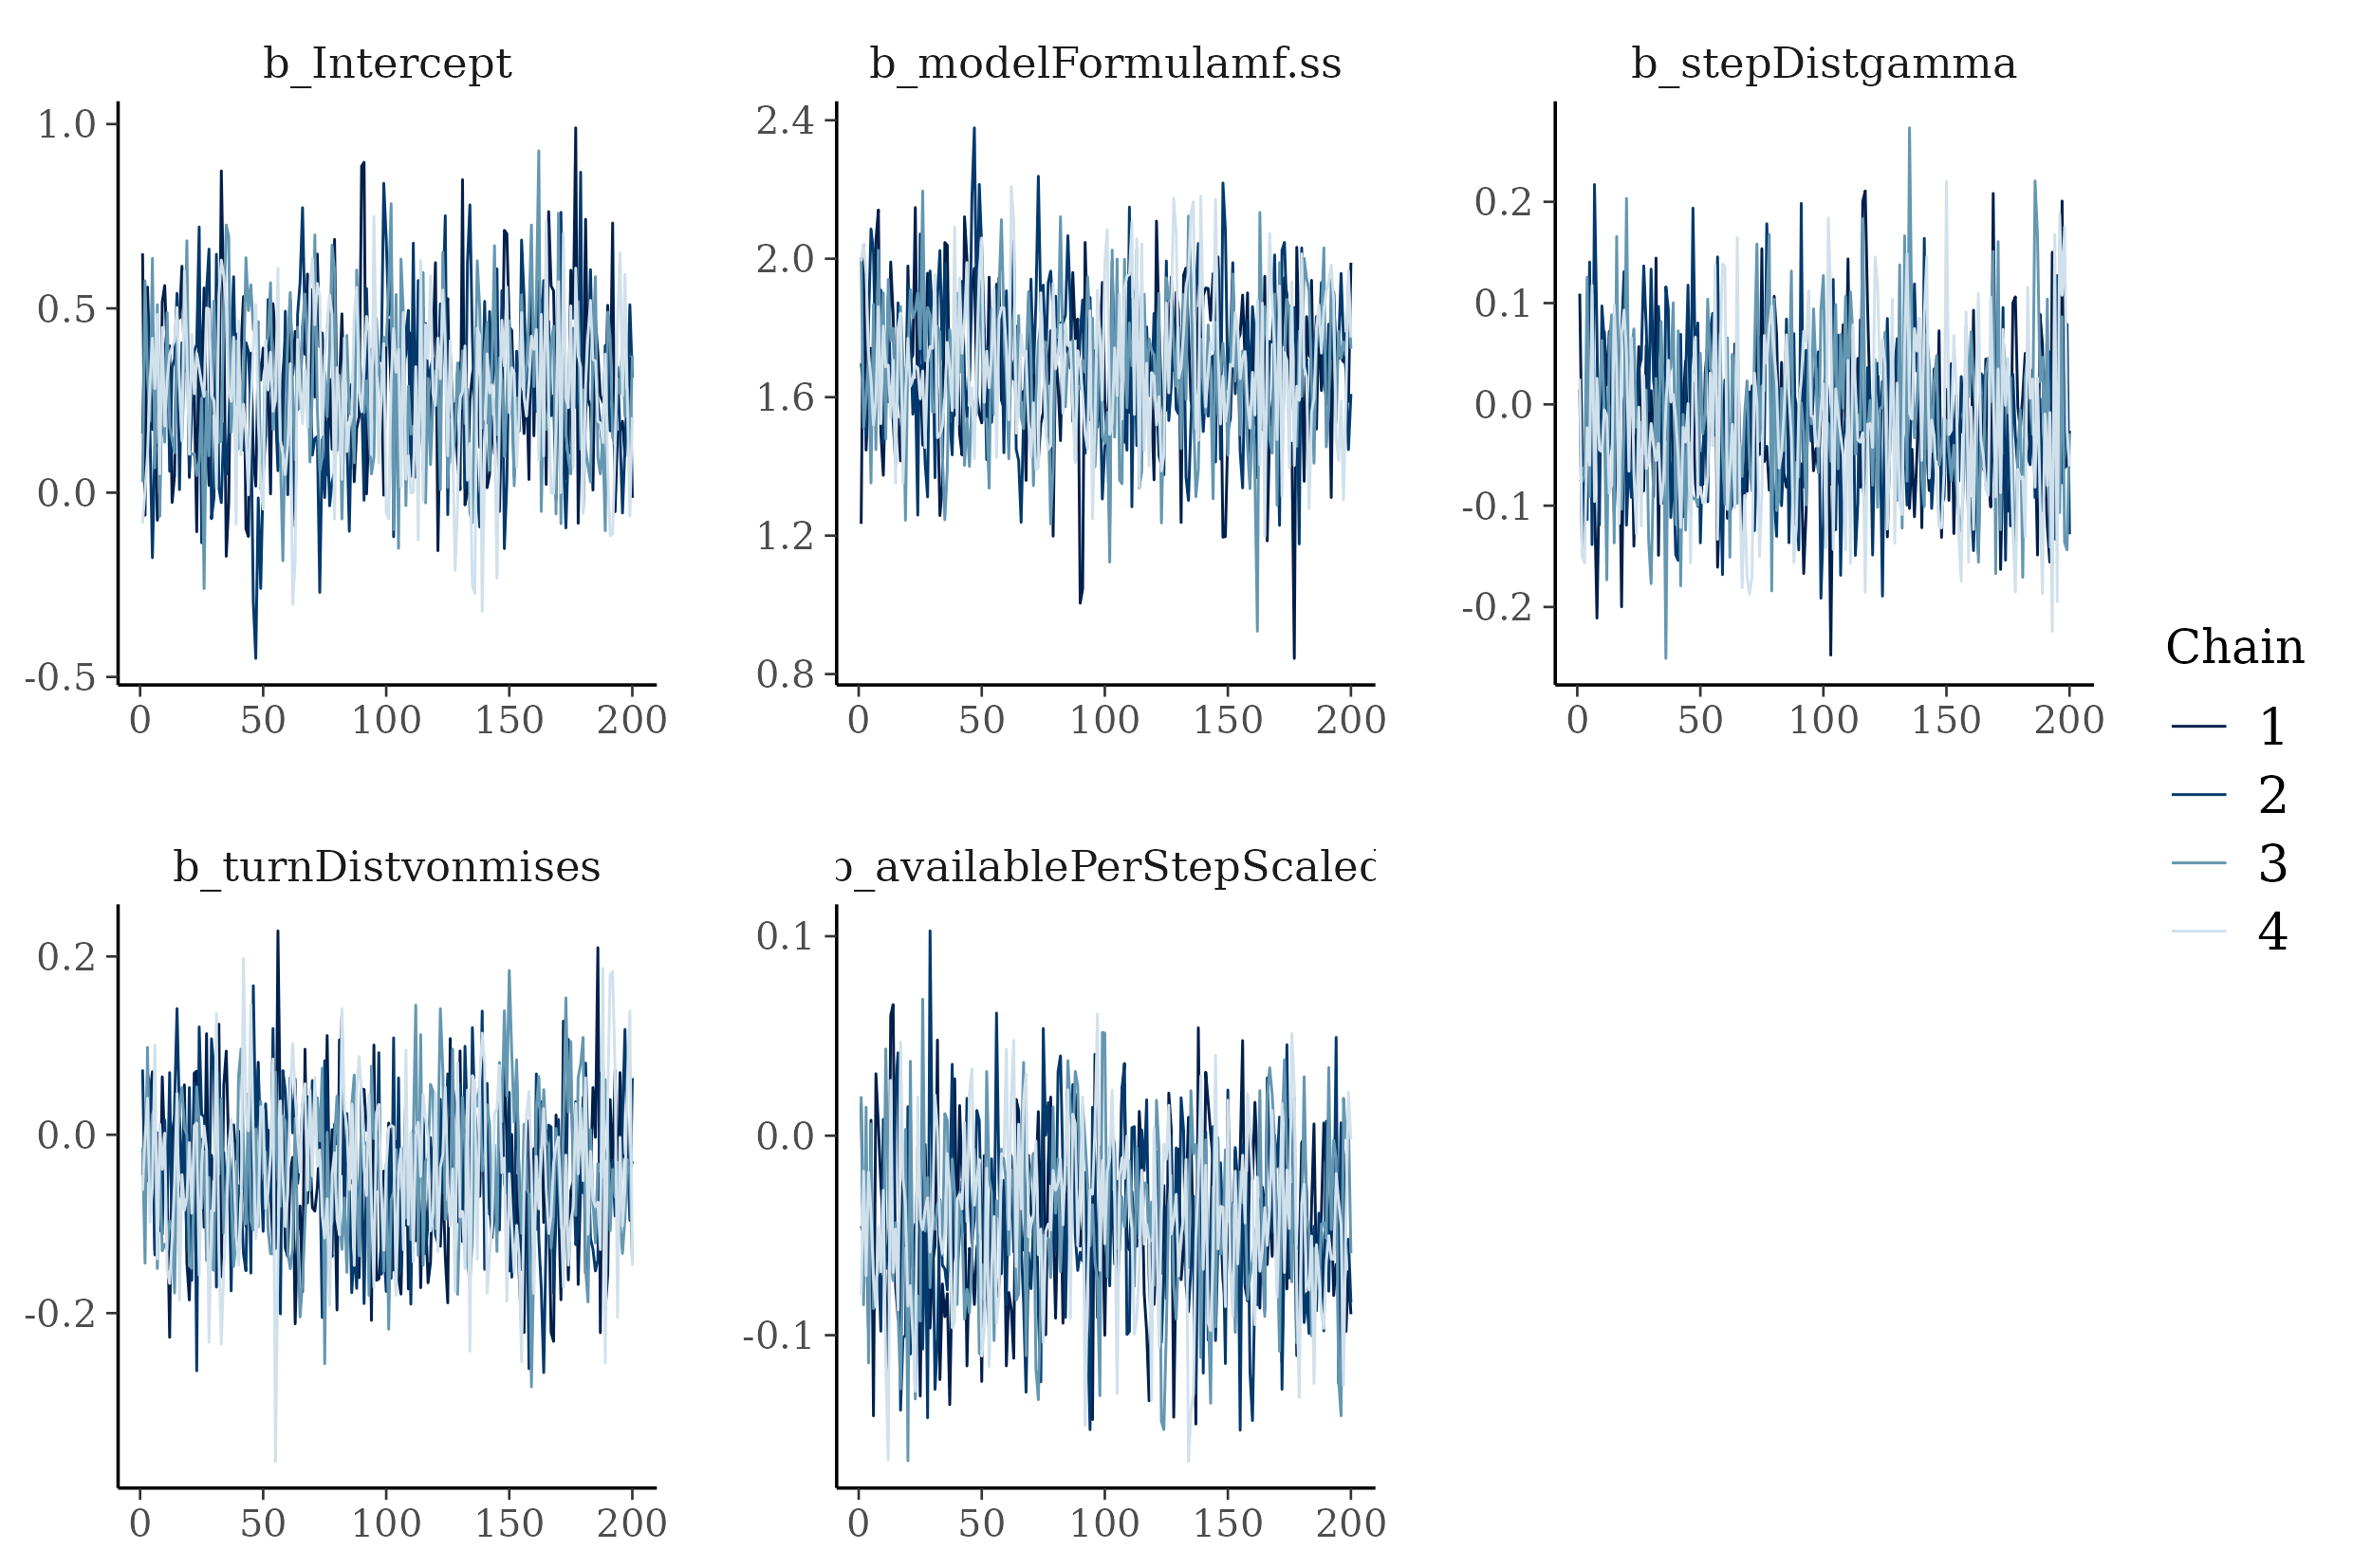 b_Intercept
b_modelFormulamf.ss
b_stepDistgamma
1.0
0.5
0.0
-0.5
0 50 100 150 200
2.4
2.0
1.6
1.2
0.8
0 50 100 150 200
0.2
0.1
0.0
-0.1
-0.2
0 50 100 150 200
b_turnDistvonmises
b_availablePerStepScaled
0.2
0.0
-0.2
0 50 100 150 200
0.1
0.0
-0.1
0 50 100 150 200
Chain
1
2
3
4